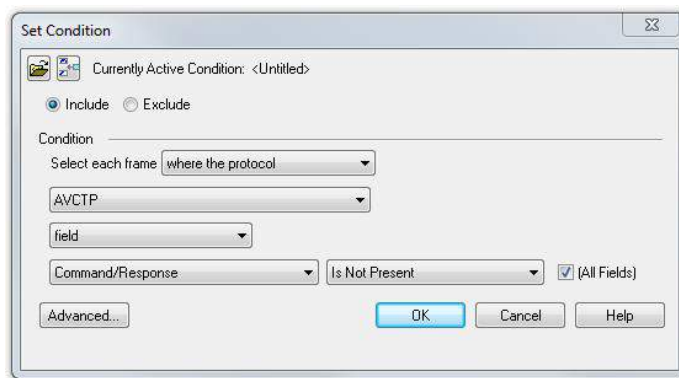 Set Condition
Currently Active Condition: <Untitled>
Include Exclude
Condition
Select each frame where the protocol
AVCTP
field
Command/Response Is Not Present (All Fields)
Advanced... OK Cancel Help